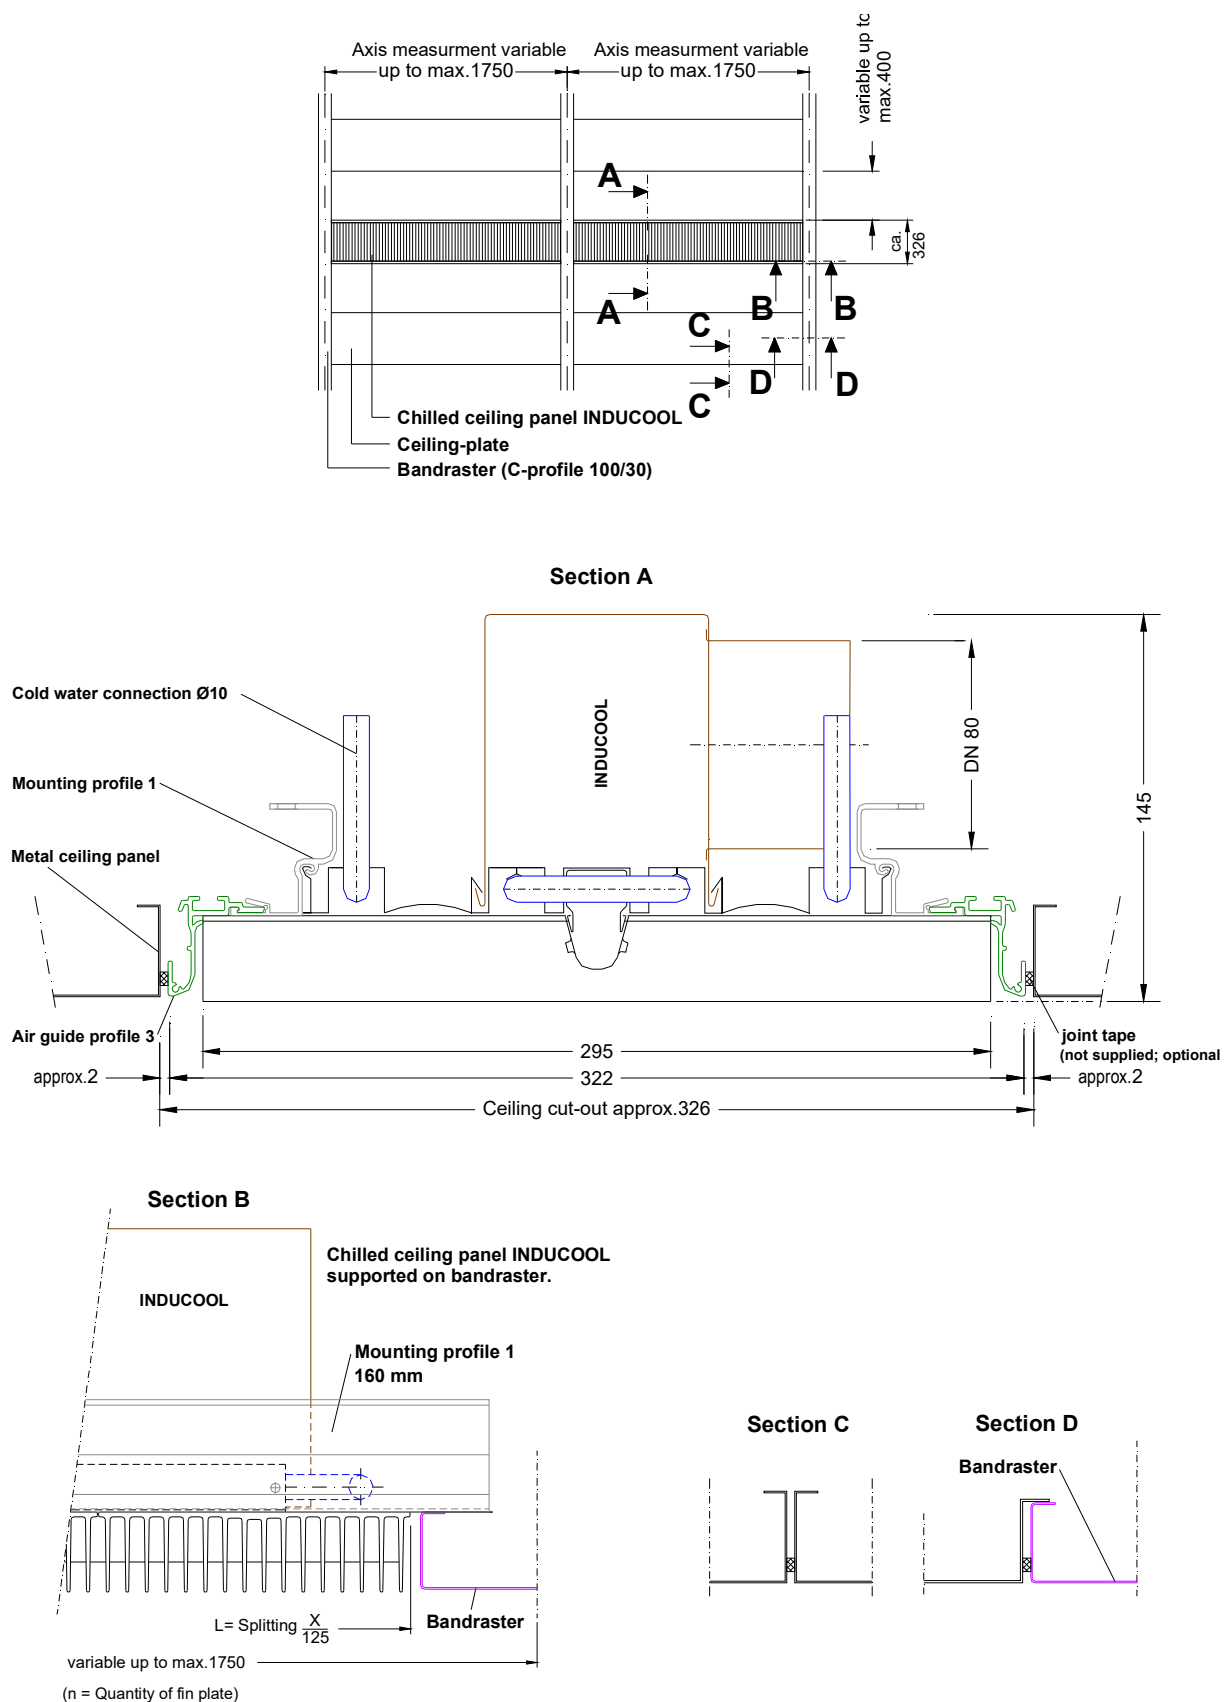 Axis measurment variable
up to max.1750
Axis measurment variable
up to max.1750
variable up to
max.400
A
A
ca.
326
B
B
C
C
D
D
Chilled ceiling panel INDUCOOL
Ceiling-plate
Bandraster (C-profile 100/30)
Section A
Cold water connection Ø10
Mounting profile 1
Metal ceiling panel
Air guide profile 3
INDUCOOL
DN 80
145
joint tape
(not supplied; optional
approx.2
295
322
approx.2
Ceiling cut-out approx.326
Section B
INDUCOOL
Chilled ceiling panel INDUCOOL
supported on bandraster.
Mounting profile 1
160 mm
Bandraster
L= Splitting X
125
variable up to max.1750
(n = Quantity of fin plate)
Section C
Section D
Bandraster